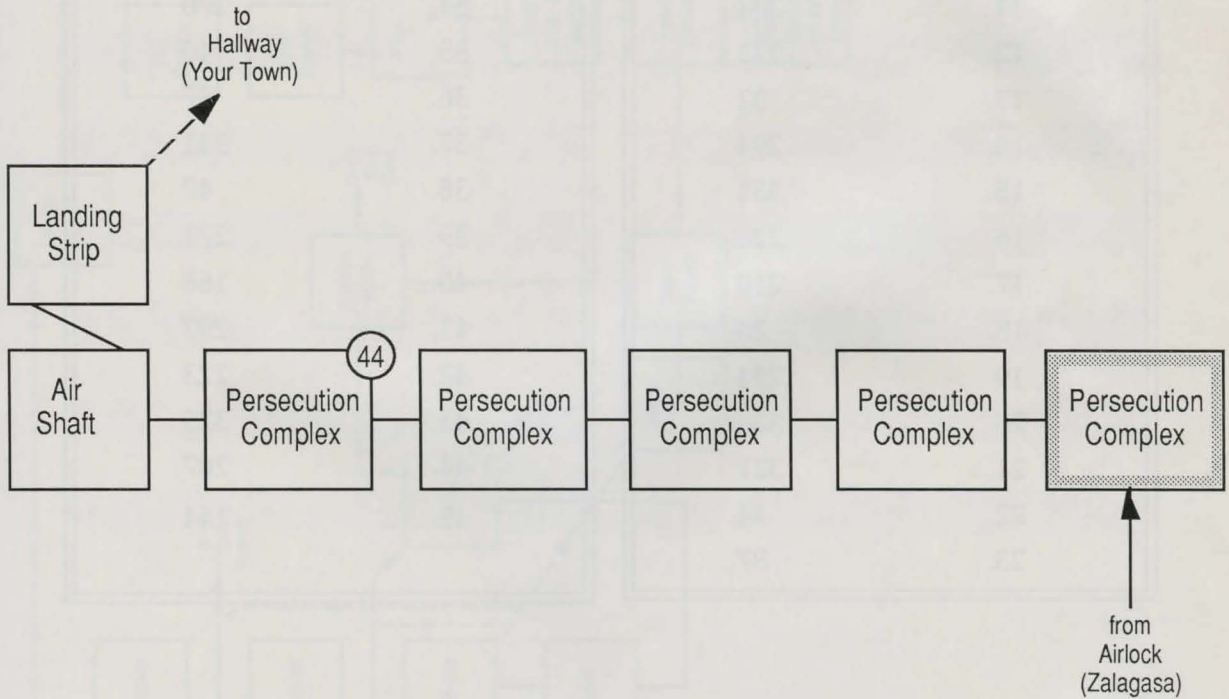 to
Hallway
(Your Town)
Landing
Strip
Air
Shaft
44
Persecution
Complex
Persecution
Complex
Persecution
Complex
Persecution
Complex
Persecution
Complex
from
Airlock
(Zalagasa)